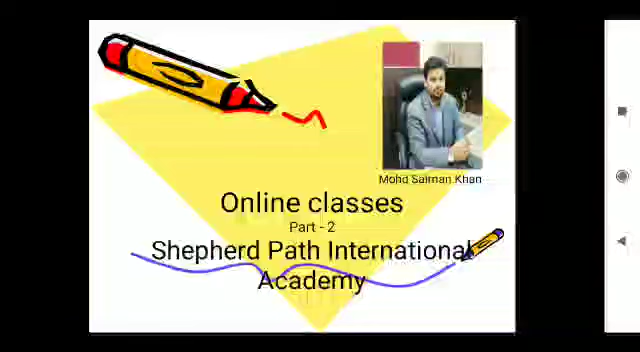 Mohd Salman Khan
Online classes
Part - 2
Shepherd Path International
Academy